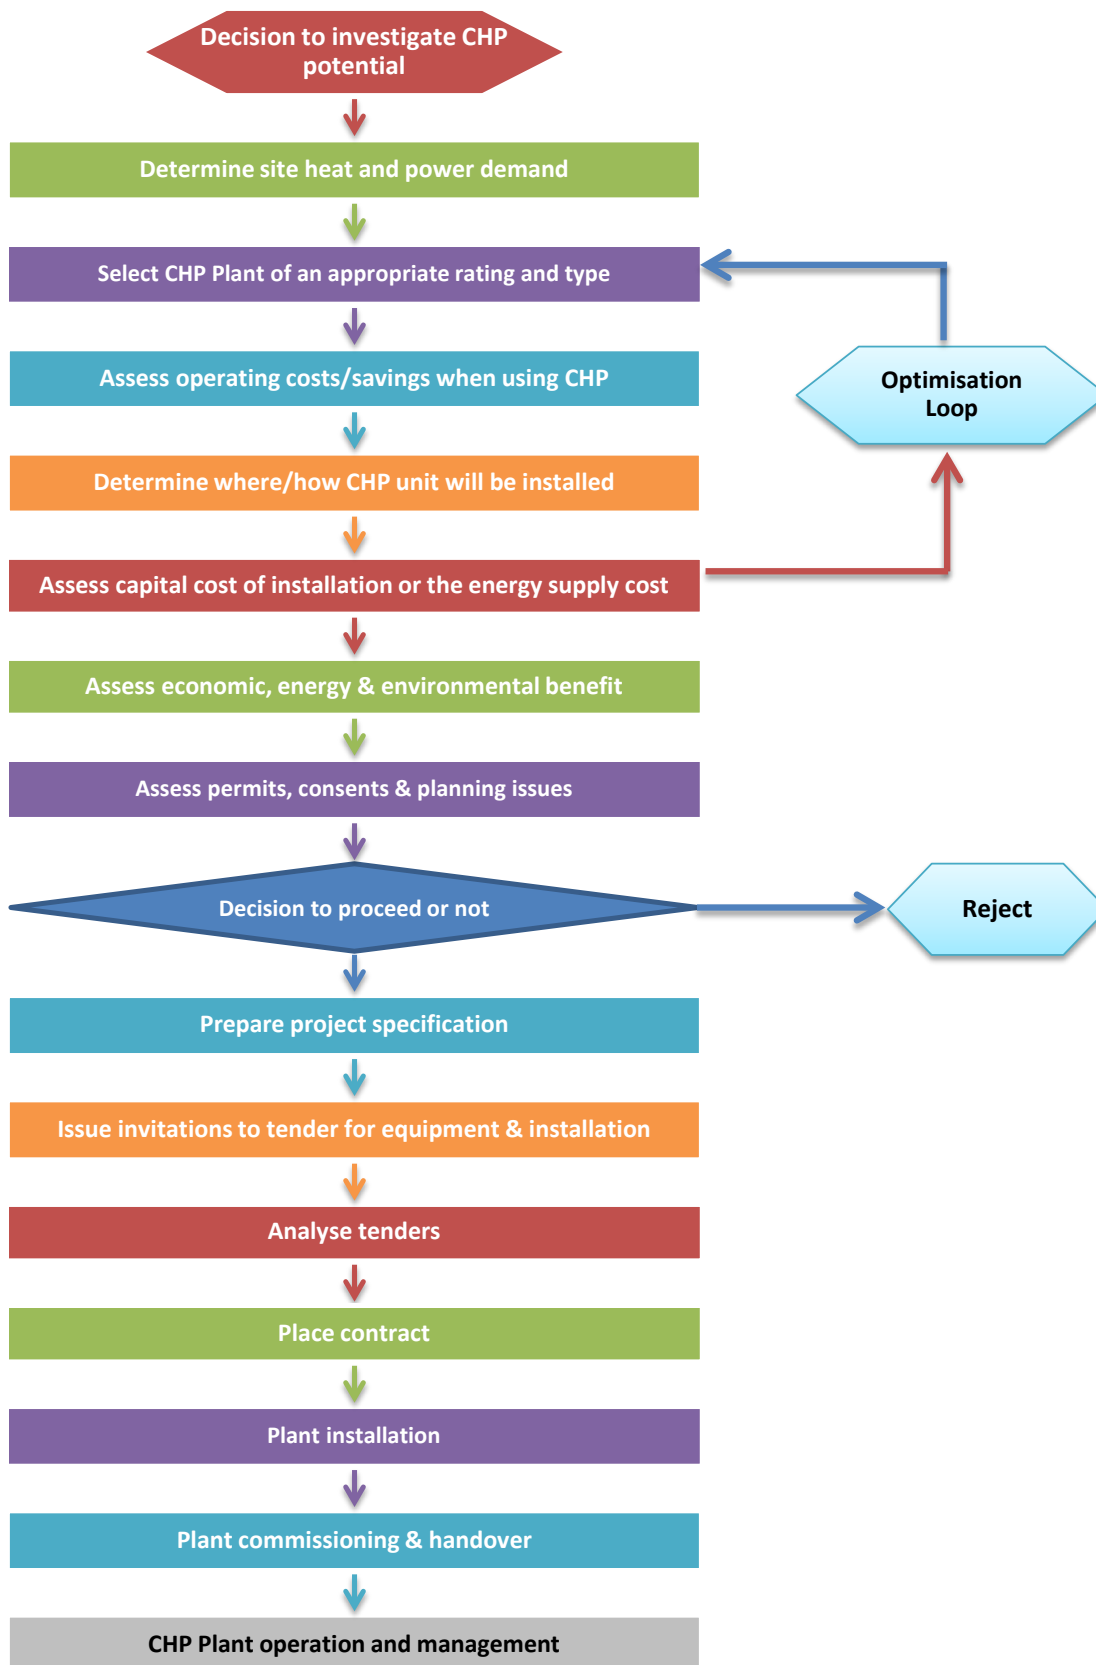 Decision to investigate CHP
potential
Determine site heat and power demand
Select CHP Plant of an appropriate rating and type
Assess operating costs/savings when using CHP
Optimisation
Loop
Determine where/how CHP unit will be installed
Assess capital cost of installation or the energy supply cost
Assess economic, energy & environmental benefit
Assess permits, consents & planning issues
Decision to proceed or not
Reject
Prepare project specification
Issue invitations to tender for equipment & installation
Analyse tenders
Place contract
Plant installation
Plant commissioning & handover
CHP Plant operation and management